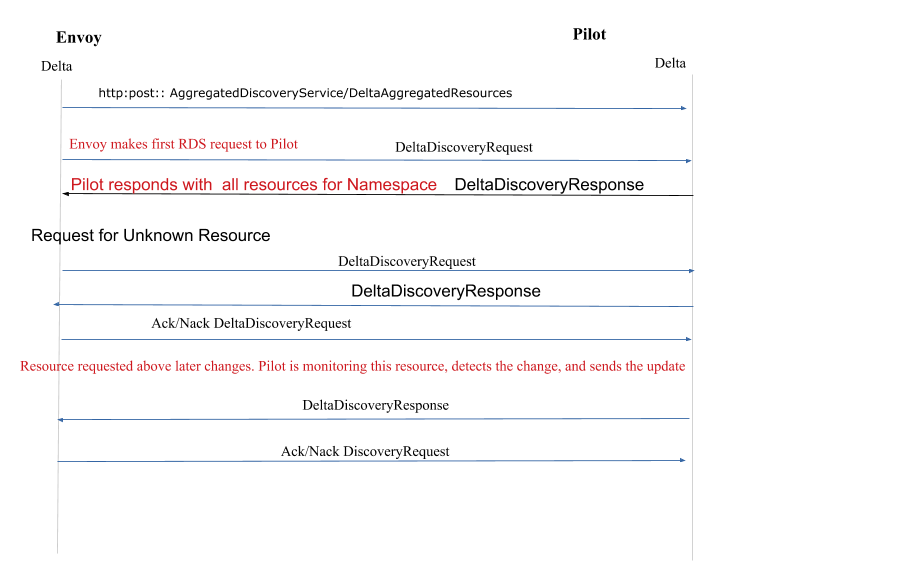 Envoy
Pilot
Delta
Delta
http:post:: AggregatedDiscoveryService/DeltaAggregatedResources
Envoy makes first RDS request to Pilot
DeltaDiscoveryRequest
Pilot responds with all resources for Namespace DeltaDiscoveryResponse
Request for Unknown Resource
DeltaDiscoveryRequest
DeltaDiscoveryResponse
Ack/Nack DeltaDiscoveryRequest
Resource requested above later changes. Pilot is monitoring this resource, detects the change, and sends the update
DeltaDiscoveryResponse
Ack/Nack DiscoveryRequest